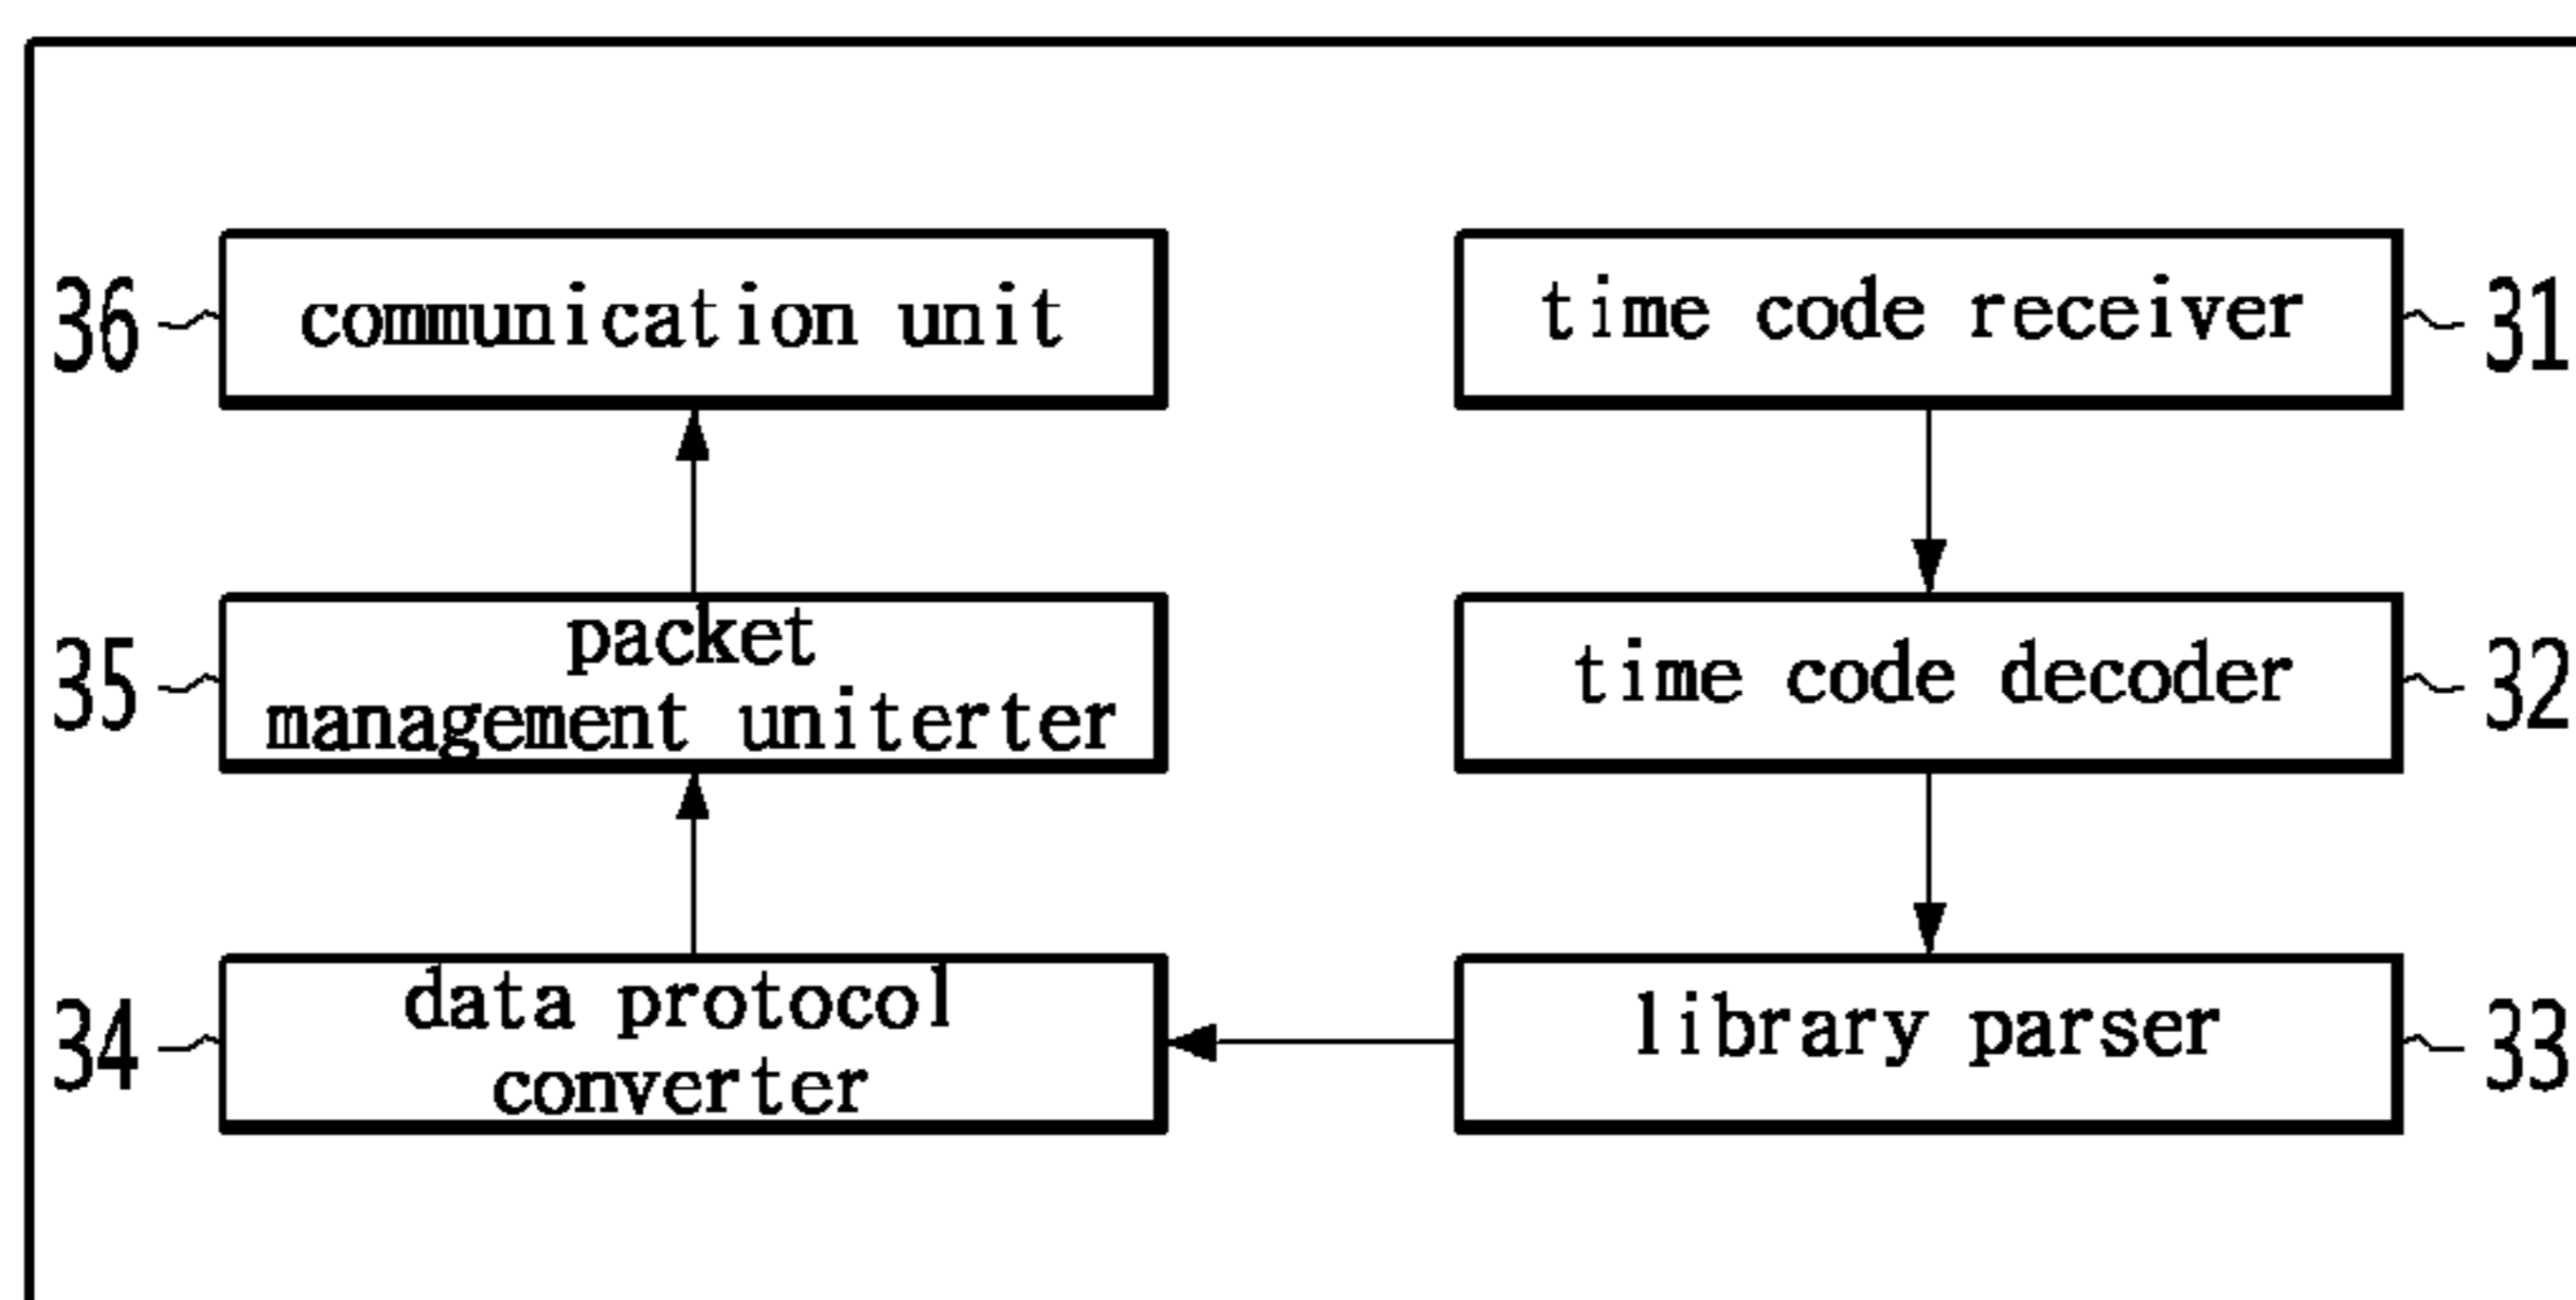 36
communication unit
time code receiver
31
35
packet
management uniterter
time code decoder
32
34
data protocol
converter
library parser
33